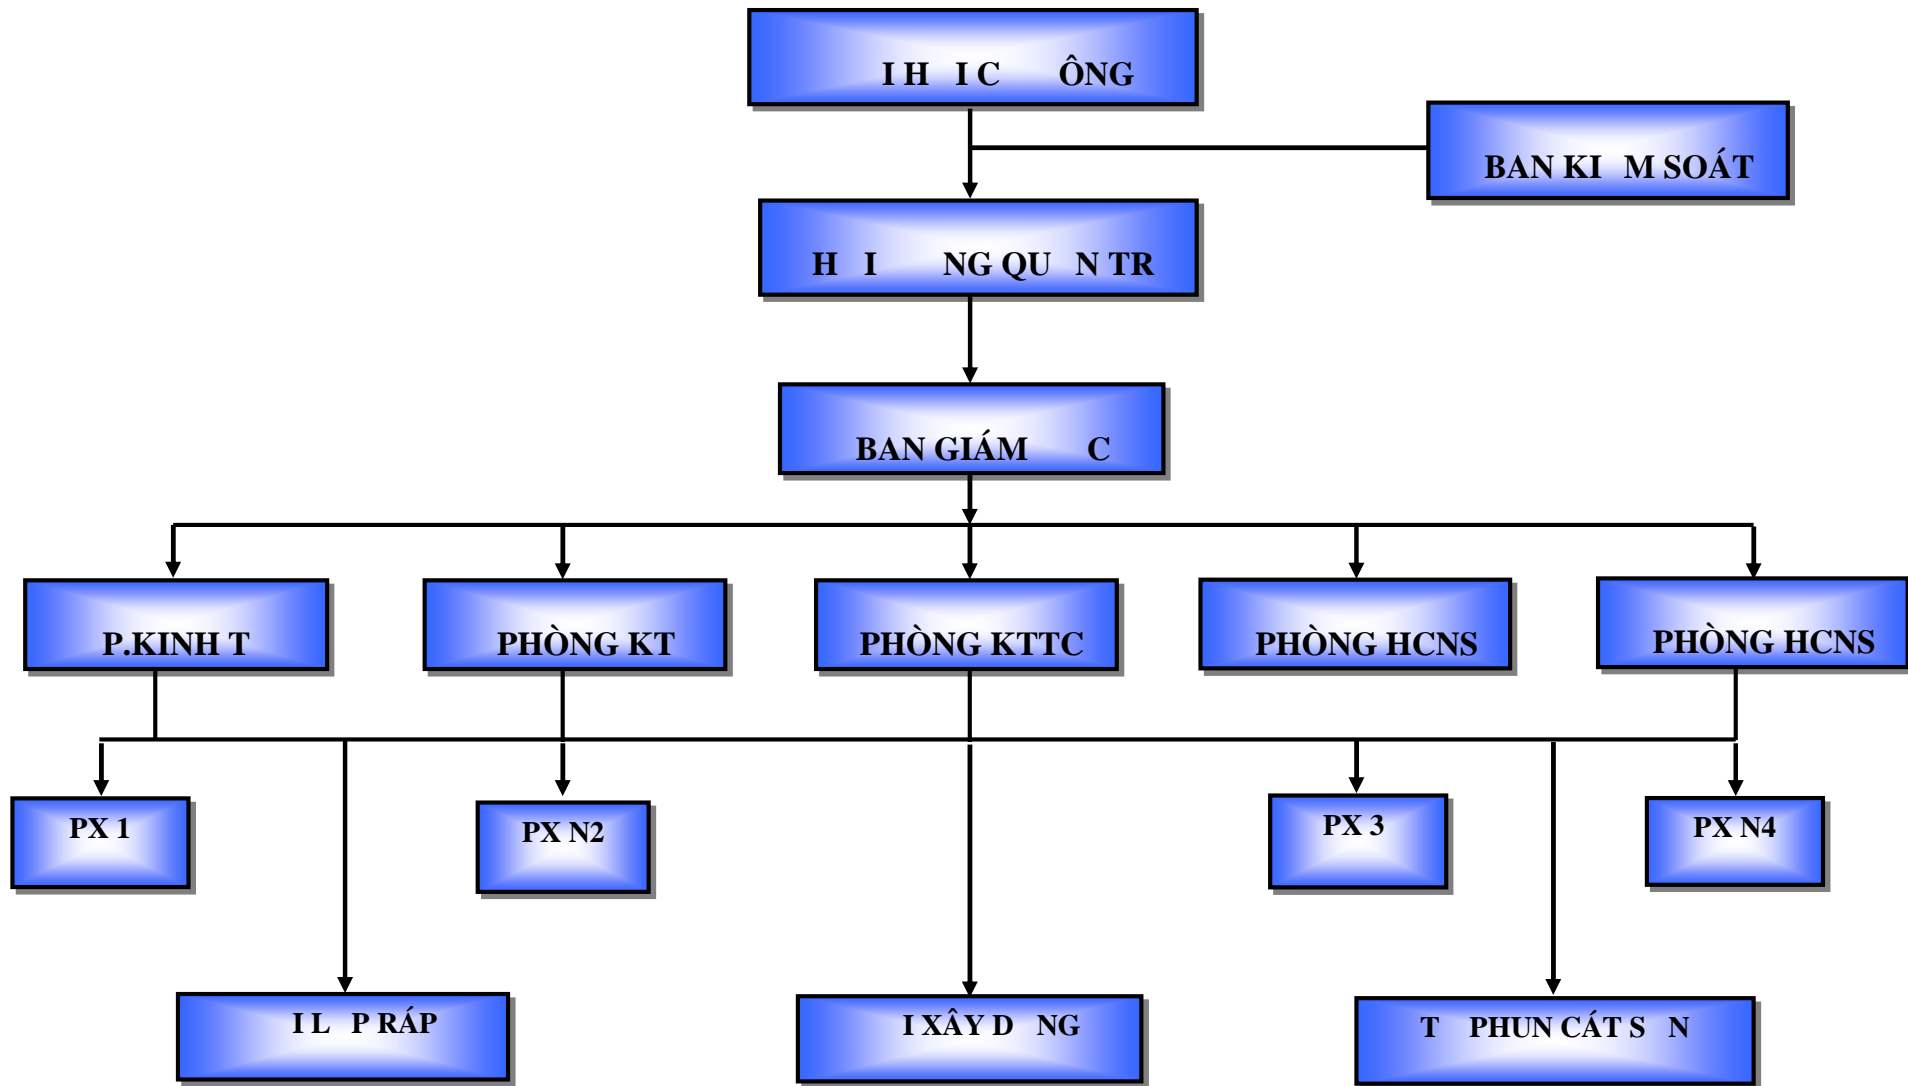 I H I C ÔNG
BAN KI M SOÁT
H I NG QU N TR
BAN GIÁM C
P.KINH T
PHÒNG KT
PHÒNG KTTC
PHÒNG HCNS
PHÒNG HCNS
PX 1
PX N2
PX 3
PX N4
I L P RÁP
I XÂY D NG
T PHUN CÁT S N